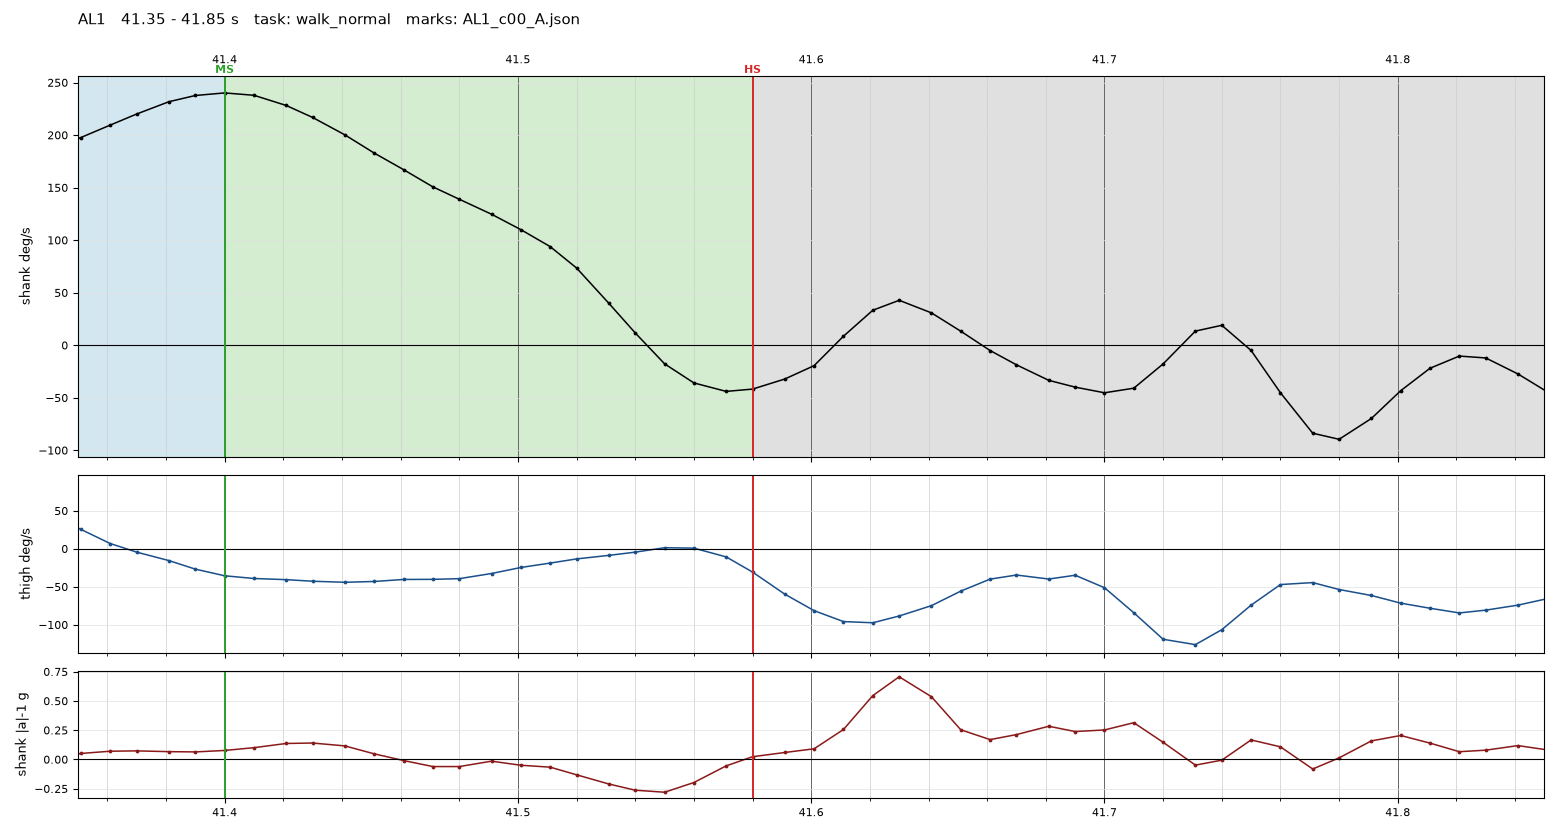 AL1   41.35 - 41.85 s   task: walk_normal   marks: AL1_c00_A.json
41.4 41.5 41.6 41.7 41.8
MS HS
250
200
150
100
50
0
−50
−100
shank deg/s
50
0
−50
−100
thigh deg/s
0.75
0.50
0.25
0.00
−0.25
shank |a|-1 g
41.4 41.5 41.6 41.7 41.8